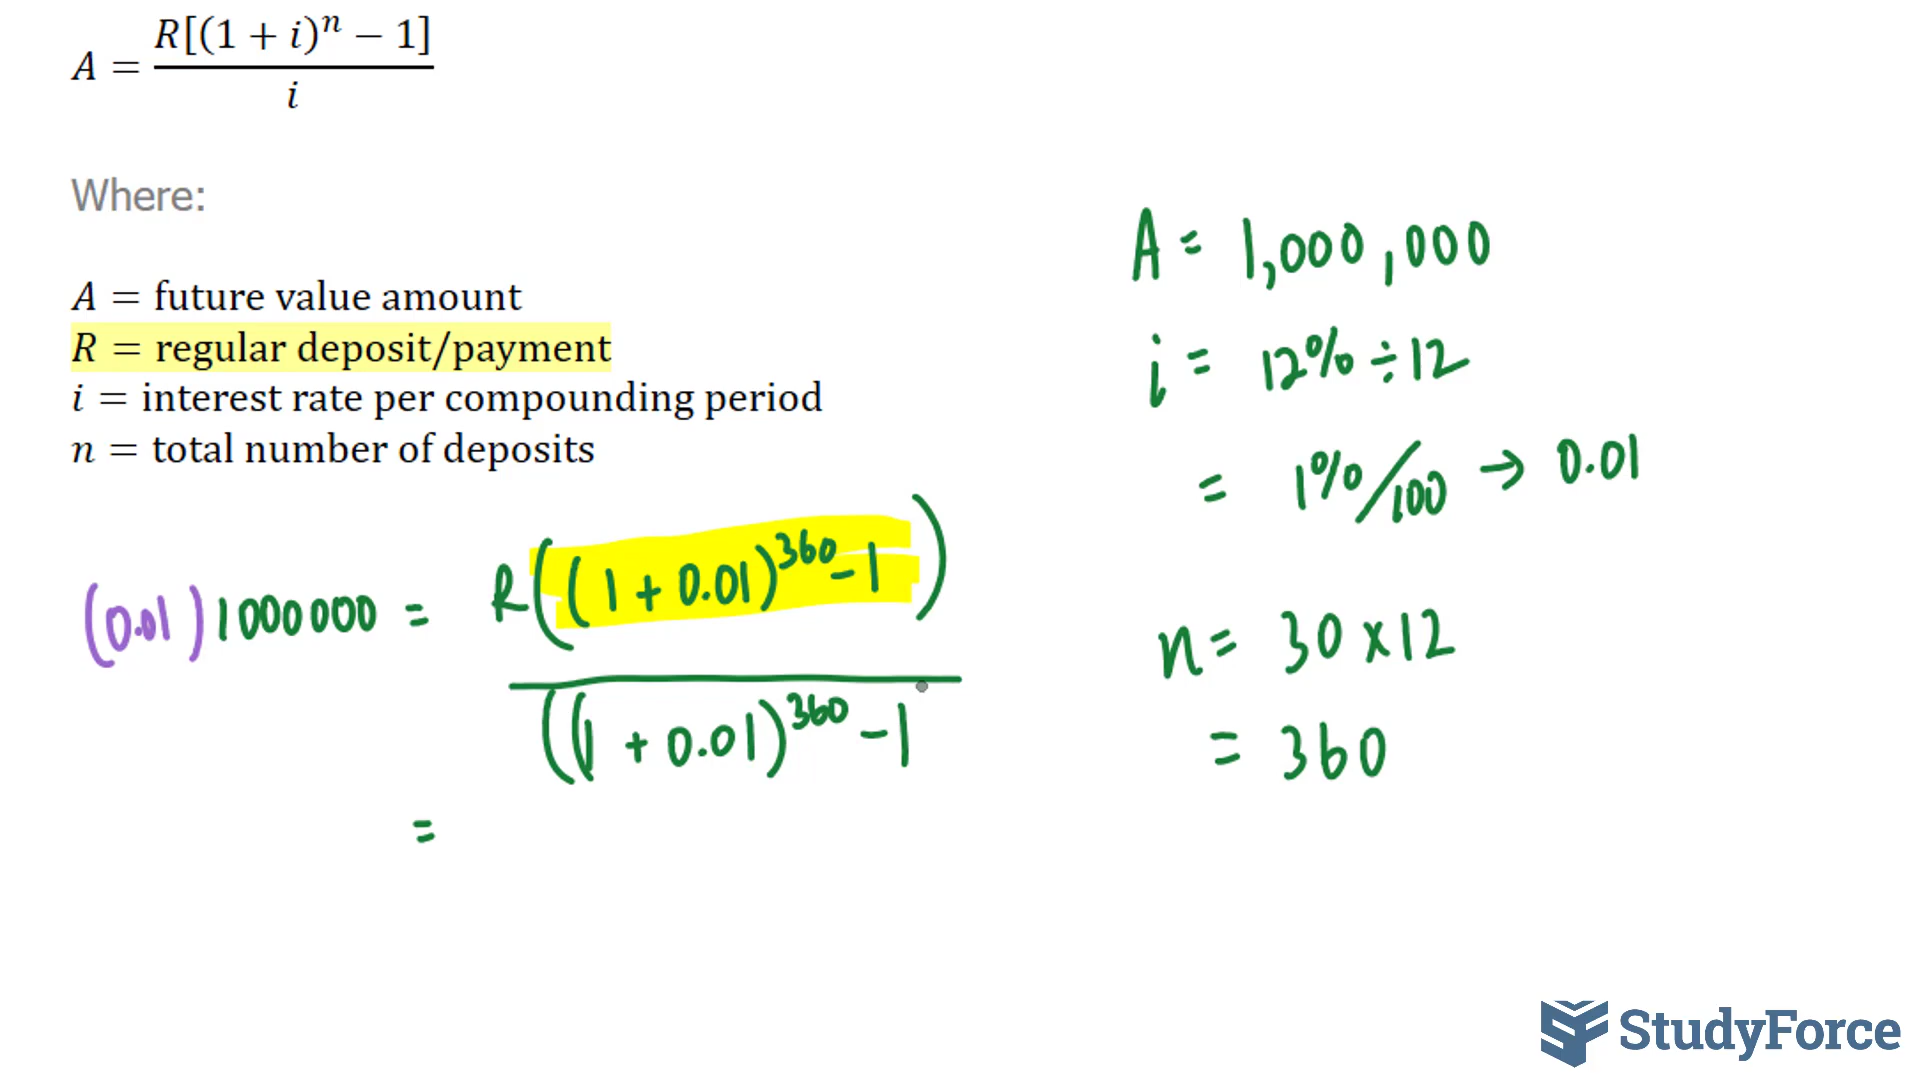 A = R[(1 + i)^n − 1] / i
Where:
A = future value amount
R = regular deposit/payment
i = interest rate per compounding period
n = total number of deposits
A = 1,000,000
i = 12% ÷ 12
= 1%/100 → 0.01
n = 30 × 12
= 360
(0.01) 1000000 = R((1 + 0.01)^360 − 1)
((1 + 0.01)^360 − 1
=
StudyForce